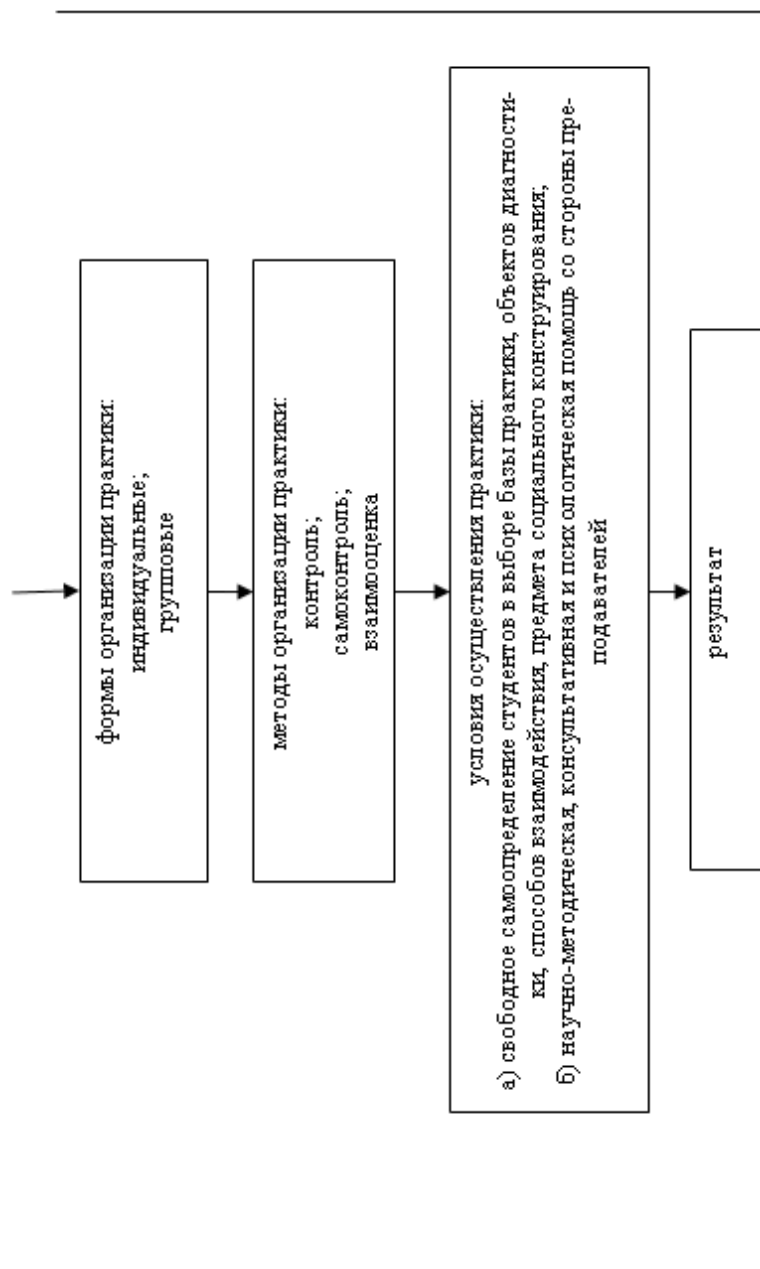 формы организации практики:
индивидуальные;
групповые
методы организации практики:
контроль;
самоконтроль;
взаимооценка
условия осуществления практики:
а) свободное самоопределение студентов в выборе базы практики, объектов диагности-
ки, способов взаимодействия, предмета социального конструирования;
б) научно-методическая, консультативная и психологическая помощь со стороны пре-
подавателей
результат